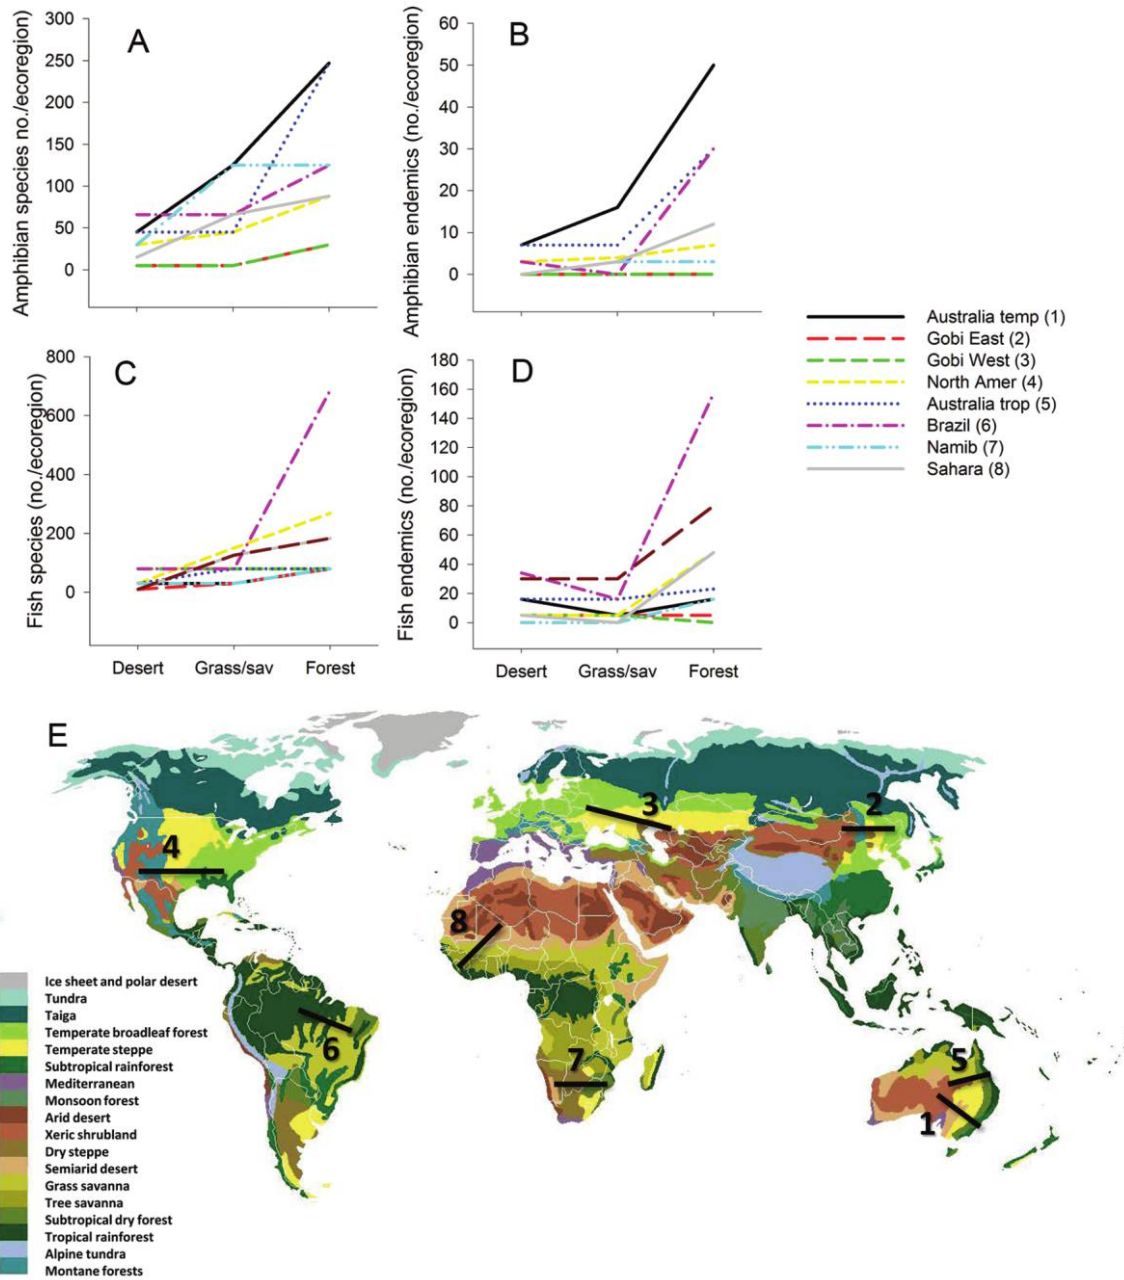 A
Amphibian species no./ecoregion)
300
250
200
150
100
50
0
B
Amphibian endemics (no./ecoregion)
60
50
40
30
20
10
0
Australia temp (1)
Gobi East (2)
Gobi West (3)
North Amer (4)
Australia trop (5)
Brazil (6)
Namib (7)
Sahara (8)
C
Fish species (no./ecoregion)
800
600
400
200
0
Desert Grass/sav Forest
D
Fish endemics (no./ecoregion)
180
160
140
120
100
80
60
40
20
0
Desert Grass/sav Forest
E
3
2
4
8
6
7
5
1
Ice sheet and polar desert
Tundra
Taiga
Temperate broadleaf forest
Temperate steppe
Subtropical rainforest
Mediterranean
Monsoon forest
Arid desert
Xeric shrubland
Dry steppe
Semiarid desert
Grass savanna
Tree savanna
Subtropical dry forest
Tropical rainforest
Alpine tundra
Montane forests